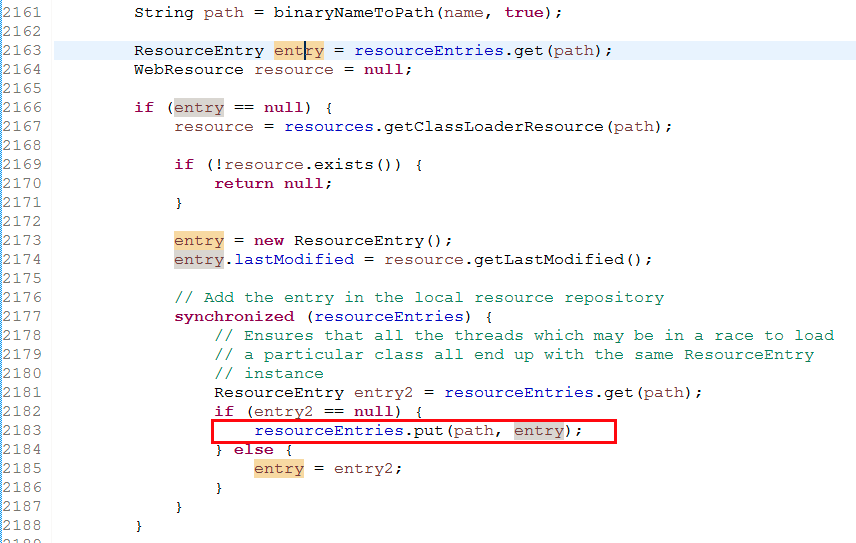 2161 String path = binaryNameToPath(name, true);
2162
2163 ResourceEntry entry = resourceEntries.get(path);
2164 WebResource resource = null;
2165
2166 if (entry == null) {
2167 resource = resources.getClassLoaderResource(path);
2168
2169 if (!resource.exists()) {
2170 return null;
2171 }
2172
2173 entry = new ResourceEntry();
2174 entry.lastModified = resource.getLastModified();
2175
2176 // Add the entry in the local resource repository
2177 synchronized (resourceEntries) {
2178 // Ensures that all the threads which may be in a race to load
2179 // a particular class all end up with the same ResourceEntry
2180 // instance
2181 ResourceEntry entry2 = resourceEntries.get(path);
2182 if (entry2 == null) {
2183 resourceEntries.put(path, entry);
2184 } else {
2185 entry = entry2;
2186 }
2187 }
2188 }